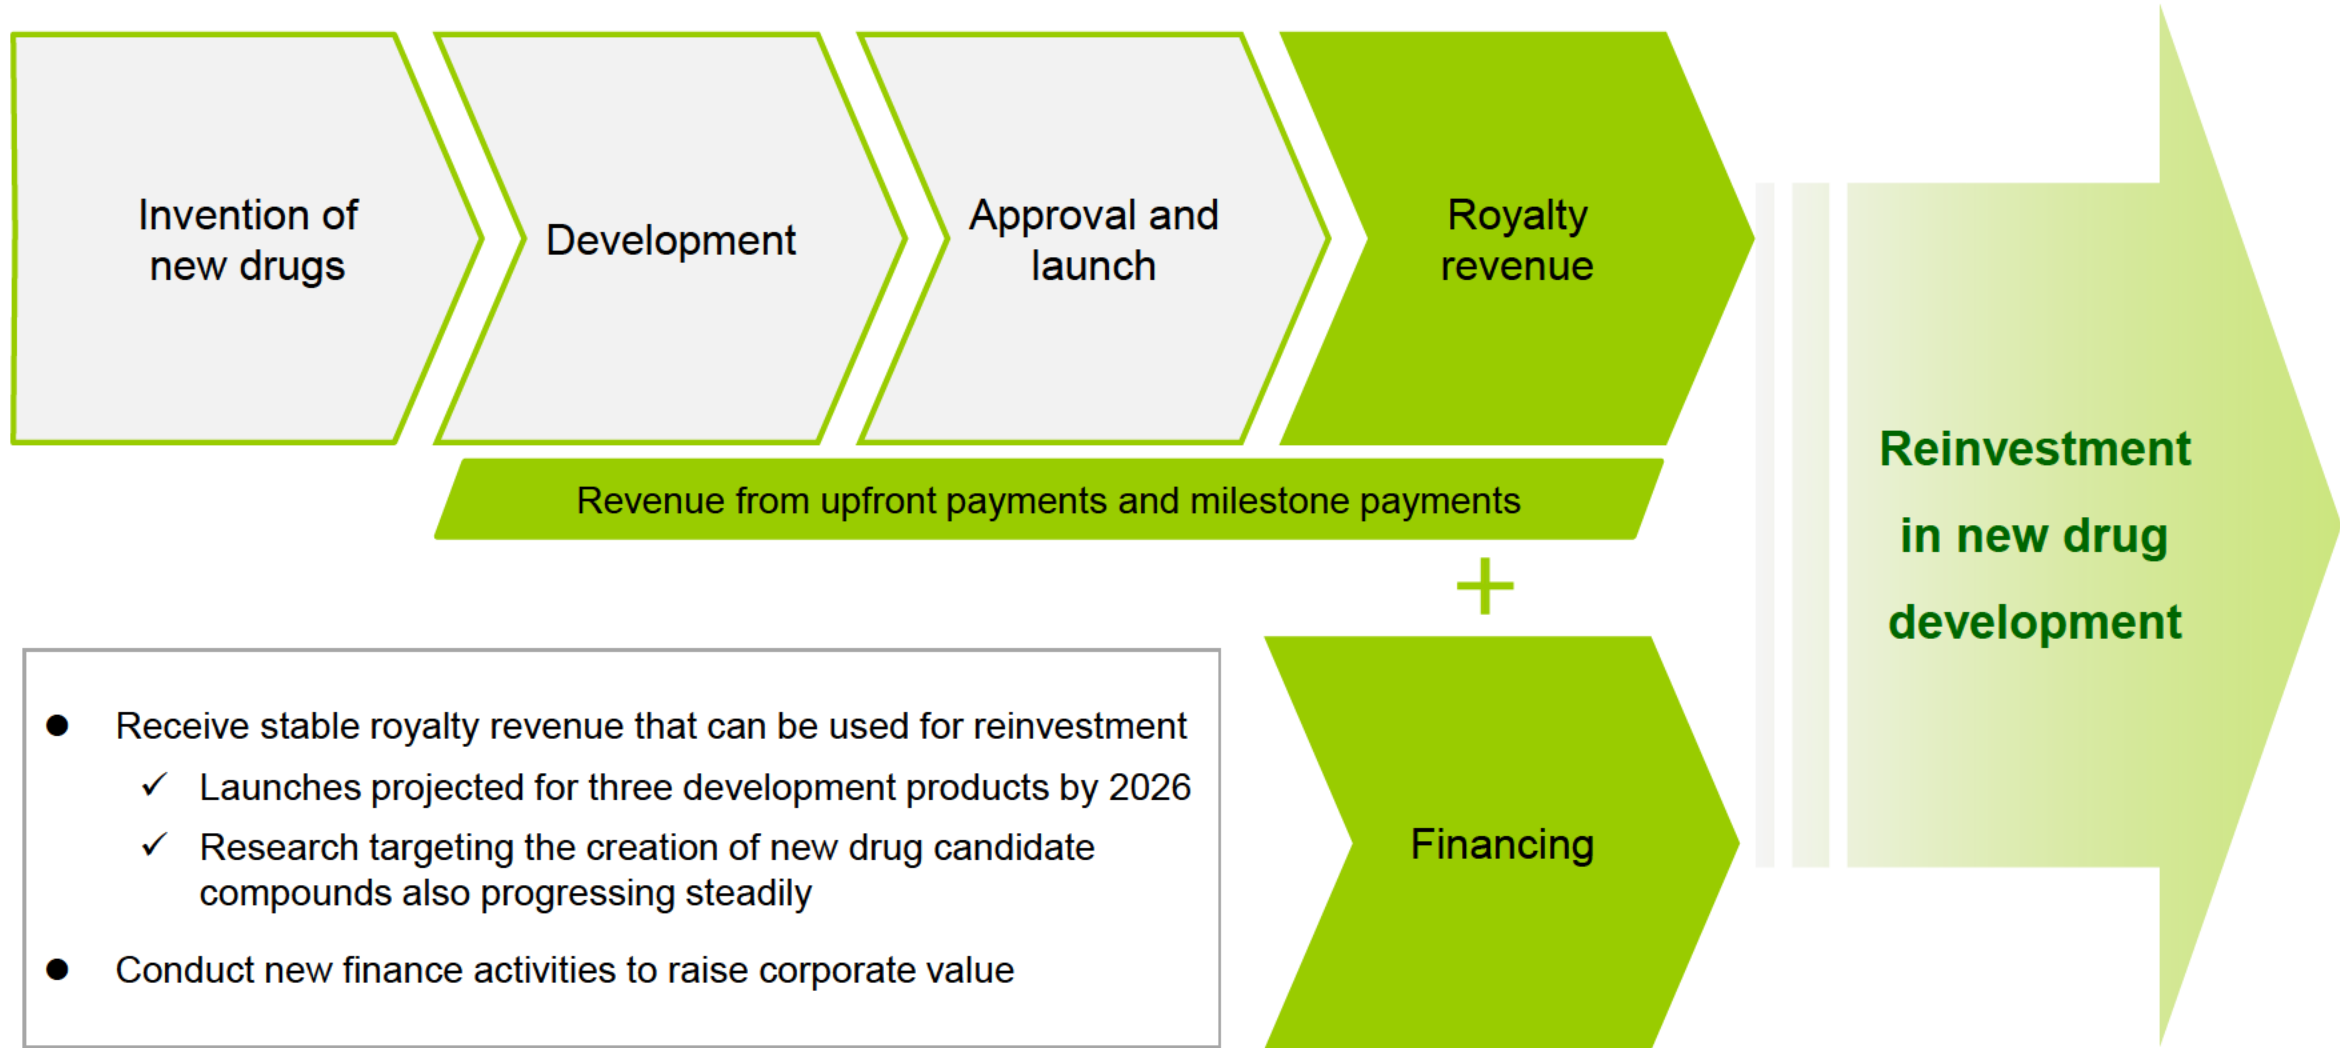 Invention of
new drugs
Development
Approval and
launch
Royalty
revenue
Revenue from upfront payments and milestone payments
+
Financing
Reinvestment
in new drug
development
● Receive stable royalty revenue that can be used for reinvestment
✓ Launches projected for three development products by 2026
✓ Research targeting the creation of new drug candidate
compounds also progressing steadily
● Conduct new finance activities to raise corporate value